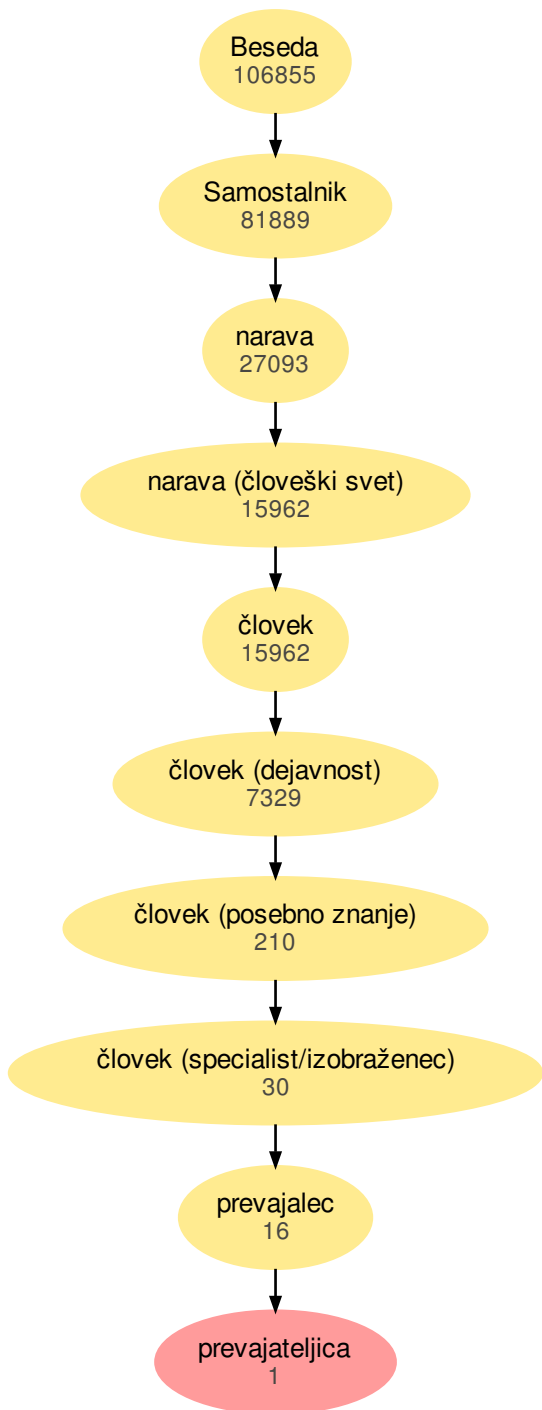 Beseda
106855
Samostalnik
81889
narava
27093
narava (človeški svet)
15962
človek
15962
človek (dejavnost)
7329
človek (posebno znanje)
210
človek (specialist/izobraženec)
30
prevajalec
16
prevajateljica
1